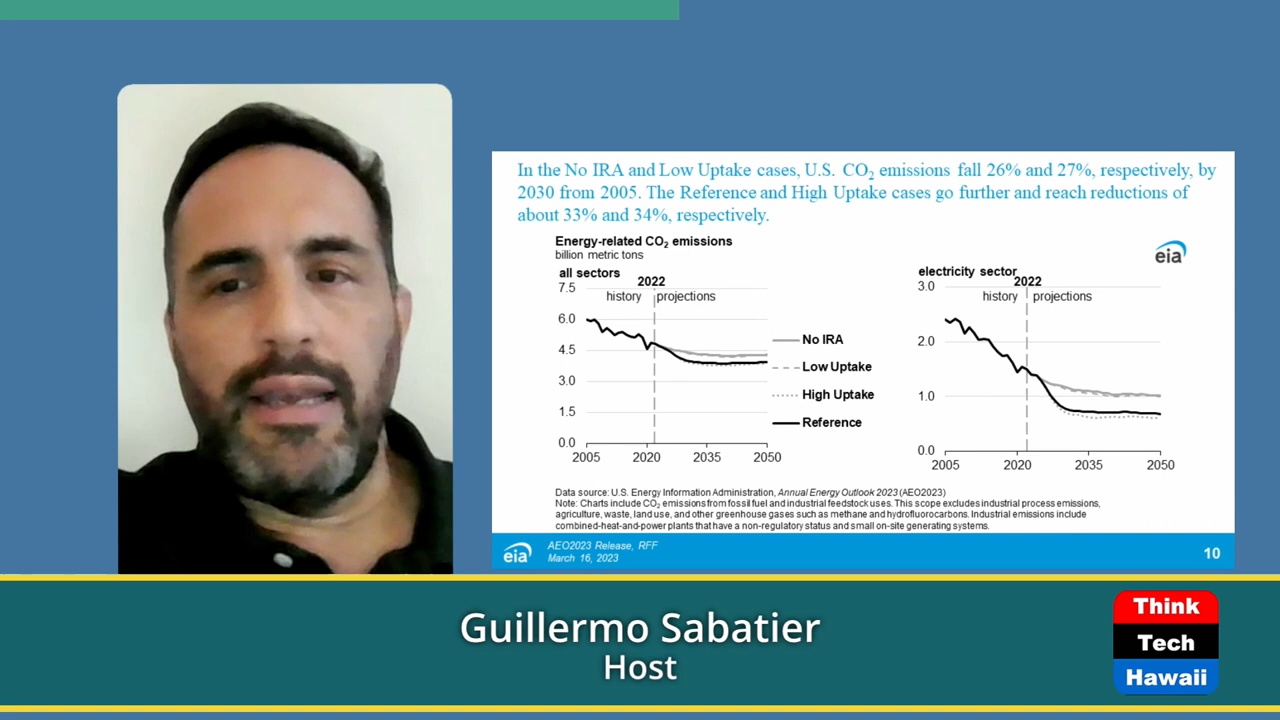 In the No IRA and Low Uptake cases, U.S. CO₂ emissions fall 26% and 27%, respectively, by
2030 from 2005. The Reference and High Uptake cases go further and reach reductions of
about 33% and 34%, respectively.
Energy-related CO₂ emissions
billion metric tons
eia
all sectors
2022
7.5
history
projections
6.0
4.5
3.0
1.5
0.0
2005
2020
2035
2050
No IRA
Low Uptake
High Uptake
Reference
electricity sector
2022
3.0
history
projections
2.0
1.0
0.0
2005
2020
2035
2050
Data source: U.S. Energy Information Administration, Annual Energy Outlook 2023 (AEO2023)
Note: Charts include CO₂ emissions from fossil fuel and industrial feedstock uses. This scope excludes industrial process emissions,
agriculture, waste, land use, and other greenhouse gases such as methane and hydrofluorocarbons. Industrial emissions include
combined-heat-and-power plants that have a non-regulatory status and small on-site generating systems.
eia
AEO2023 Release, RFF
March 16, 2023
10
Guillermo Sabatier
Host
Think
Tech
Hawaii